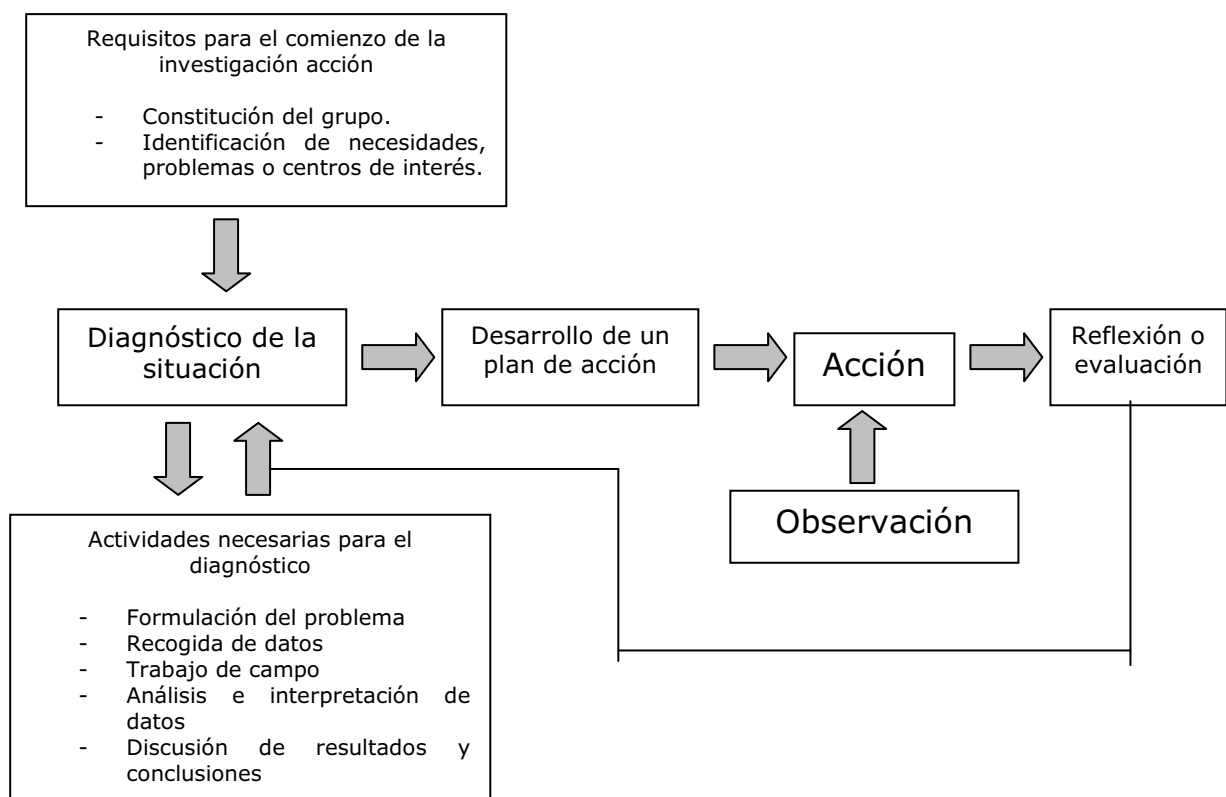 Requisitos para el comienzo de la
investigación acción
- Constitución del grupo.
- Identificación de necesidades,
problemas o centros de interés.
Diagnóstico de la
situación
Desarrollo de un
plan de acción
Acción
Reflexión o
evaluación
Observación
Actividades necesarias para el
diagnóstico
- Formulación del problema
- Recogida de datos
- Trabajo de campo
- Análisis e interpretación de
datos
- Discusión de resultados y
conclusiones